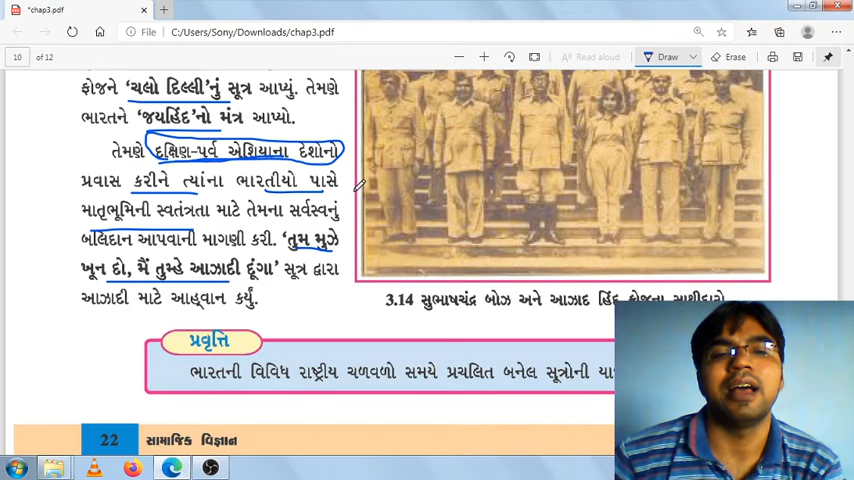 *chap3.pdf
File
C:/Users/Sony/Downloads/chap3.pdf
10
of 12
Read aloud
Draw
Erase
ફોજને 'ચલો દિલ્લી'નું સૂત્ર આપ્યું. તેમણે
ભારતને 'જયહિંદ'નો મંત્ર આપ્યો.
તેમણે દક્ષિણ-પૂર્વ એશિયાના દેશોનો
પ્રવાસ કરીને ત્યાંના ભારતીયો પાસે
માતૃભૂમિની સ્વતંત્રતા માટે તેમના સર્વસ્વનું
બલિદાન આપવાની માગણી કરી. 'તુમ મુઝે
ખૂન દો, મૈં તુમ્હે આઝાદી દૂંગા' સૂત્ર દ્વારા
આઝાદી માટે આહ્વાન કર્યું.
3.14 સુભાષચંદ્ર બોઝ અને આઝાદ હિંદ ફોજના સાથીદારો
પ્રવૃત્તિ
ભારતની વિવિધ રાષ્ટ્રીય ચળવળો સમયે પ્રચલિત બનેલ સૂત્રોની
22
સામાજિક વિજ્ઞાન